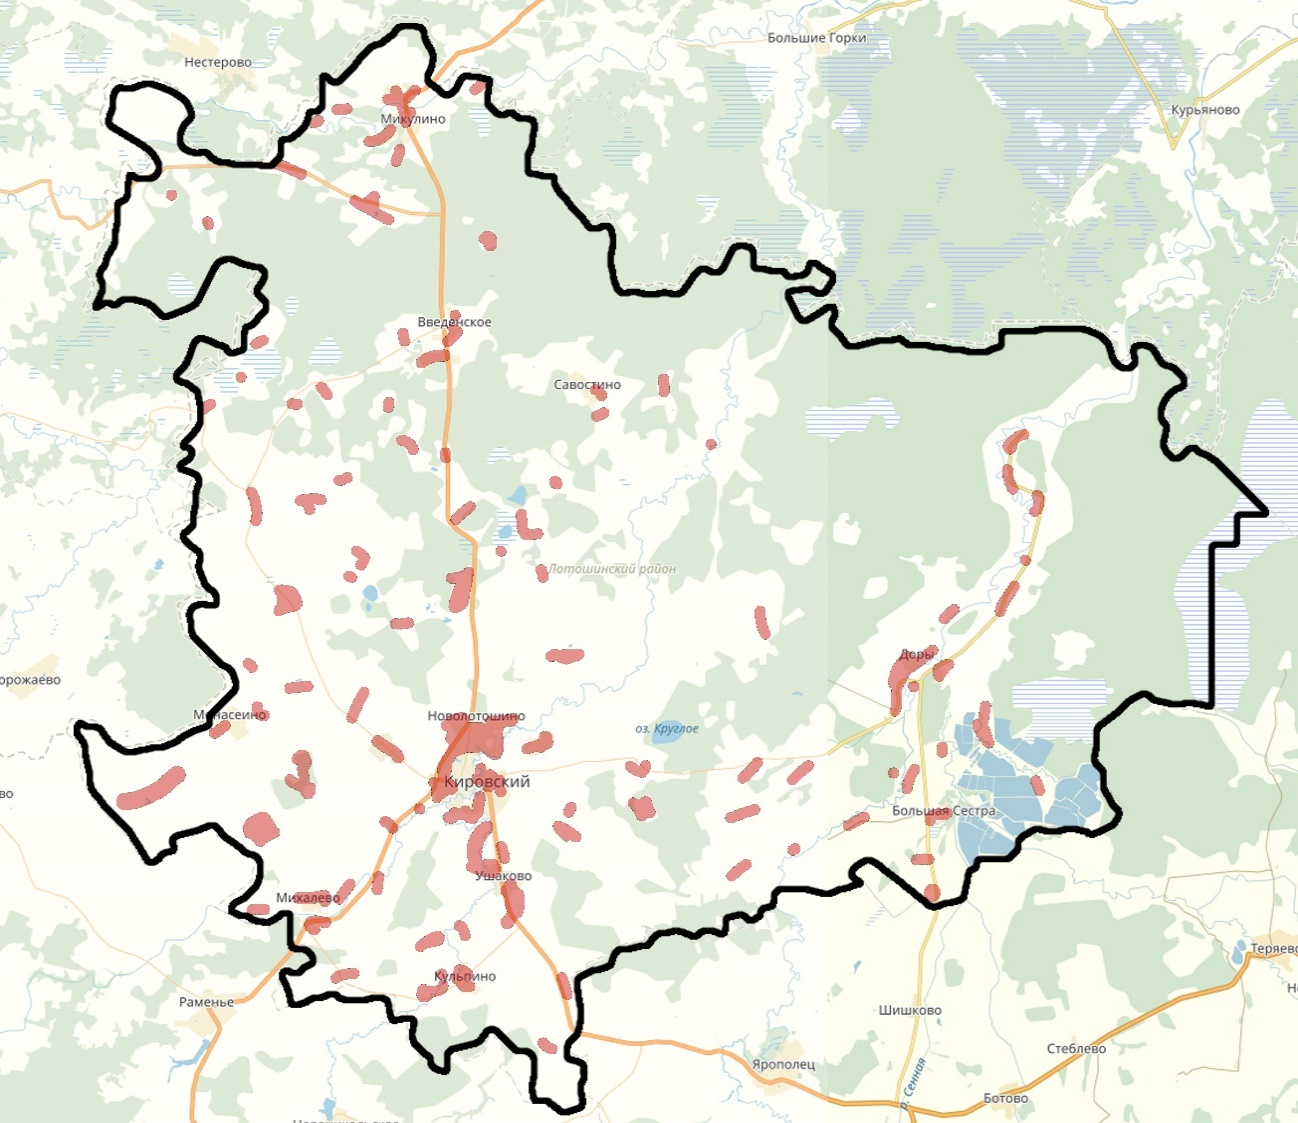 Большие Горки
Нестерово
Курьяново
Микулино
Введенское
Савостино
Лотошинский район
Доры
орожаево
Монасеино
Новолотошино
оз. Круглое
Кировский
во
Большая Сестра
Ушаково
Михалево
Теряево
Кульпино
Раменье
Шишково
Стеблево
Ярополец
р. Сенная
Ботово